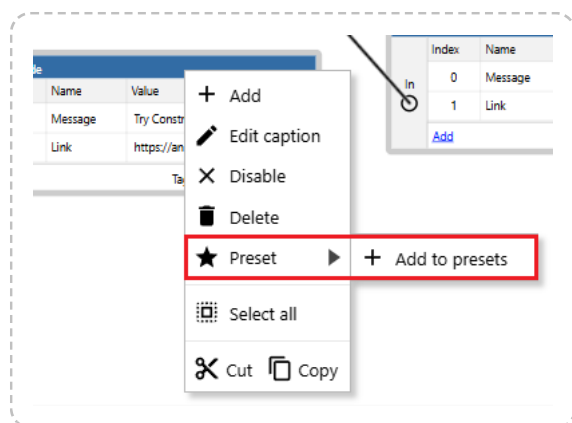 Index Name
In
0 Message
1 Link
Add
Name Value
Message Try Constr
Link https://an
Add
Edit caption
Disable
Delete
Preset
Add to presets
Select all
Cut Copy